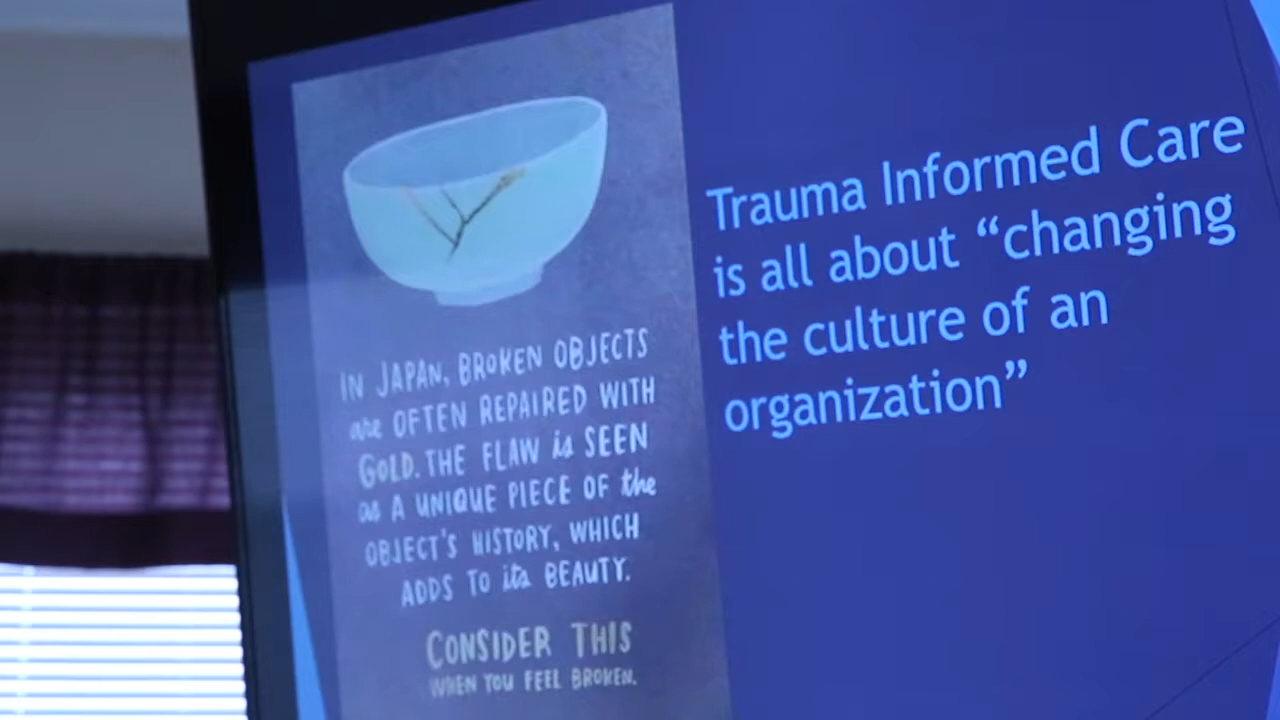 IN JAPAN, BROKEN OBJECTS
are OFTEN REPAIRED WITH
GOLD. THE FLAW is SEEN
as A UNIQUE PIECE OF the
OBJECT'S HISTORY, WHICH
ADDS TO its BEAUTY.
CONSIDER THIS
WHEN YOU FEEL BROKEN.
Trauma Informed Care
is all about “changing
the culture of an
organization”